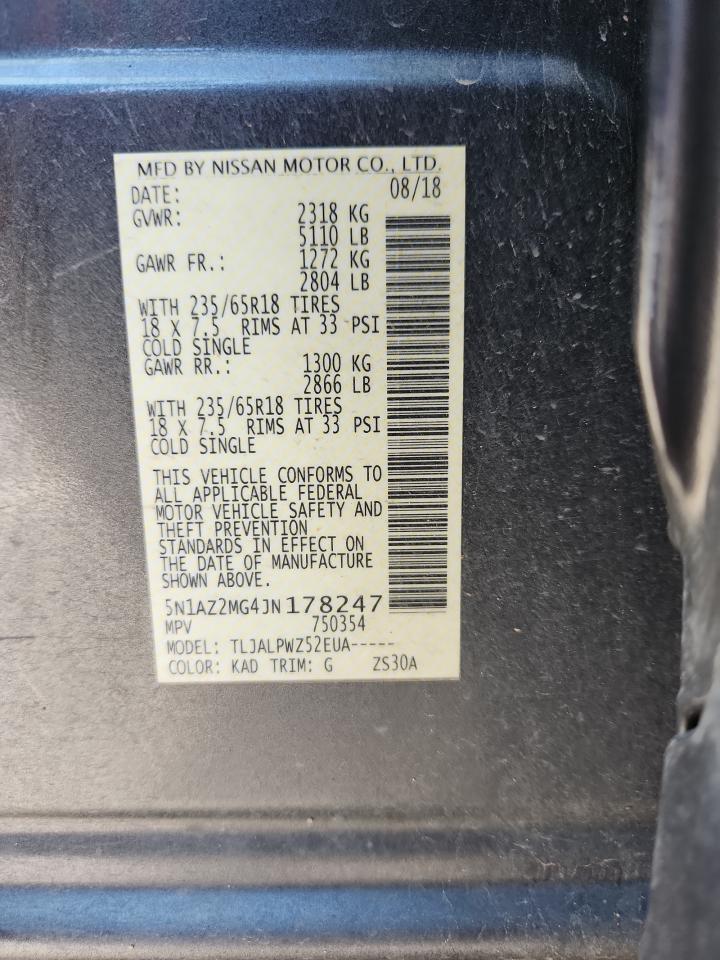 MFD BY NISSAN MOTOR CO., LTD.
DATE: 08/18
GVWR: 2318 KG
5110 LB
GAWR FR.: 1272 KG
2804 LB
WITH 235/65R18 TIRES
18 X 7.5 RIMS AT 33 PSI
COLD SINGLE
GAWR RR.: 1300 KG
2866 LB
WITH 235/65R18 TIRES
18 X 7.5 RIMS AT 33 PSI
COLD SINGLE
THIS VEHICLE CONFORMS TO
ALL APPLICABLE FEDERAL
MOTOR VEHICLE SAFETY AND
THEFT PREVENTION
STANDARDS IN EFFECT ON
THE DATE OF MANUFACTURE
SHOWN ABOVE.
5N1AZ2MG4JN178247
MPV 750354
MODEL: TLJALPWZ52EUA-----
COLOR: KAD TRIM: G ZS30A